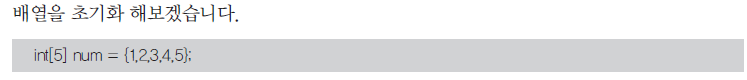 배열을 초기화 해보겠습니다.
int[5] num = {1,2,3,4,5};